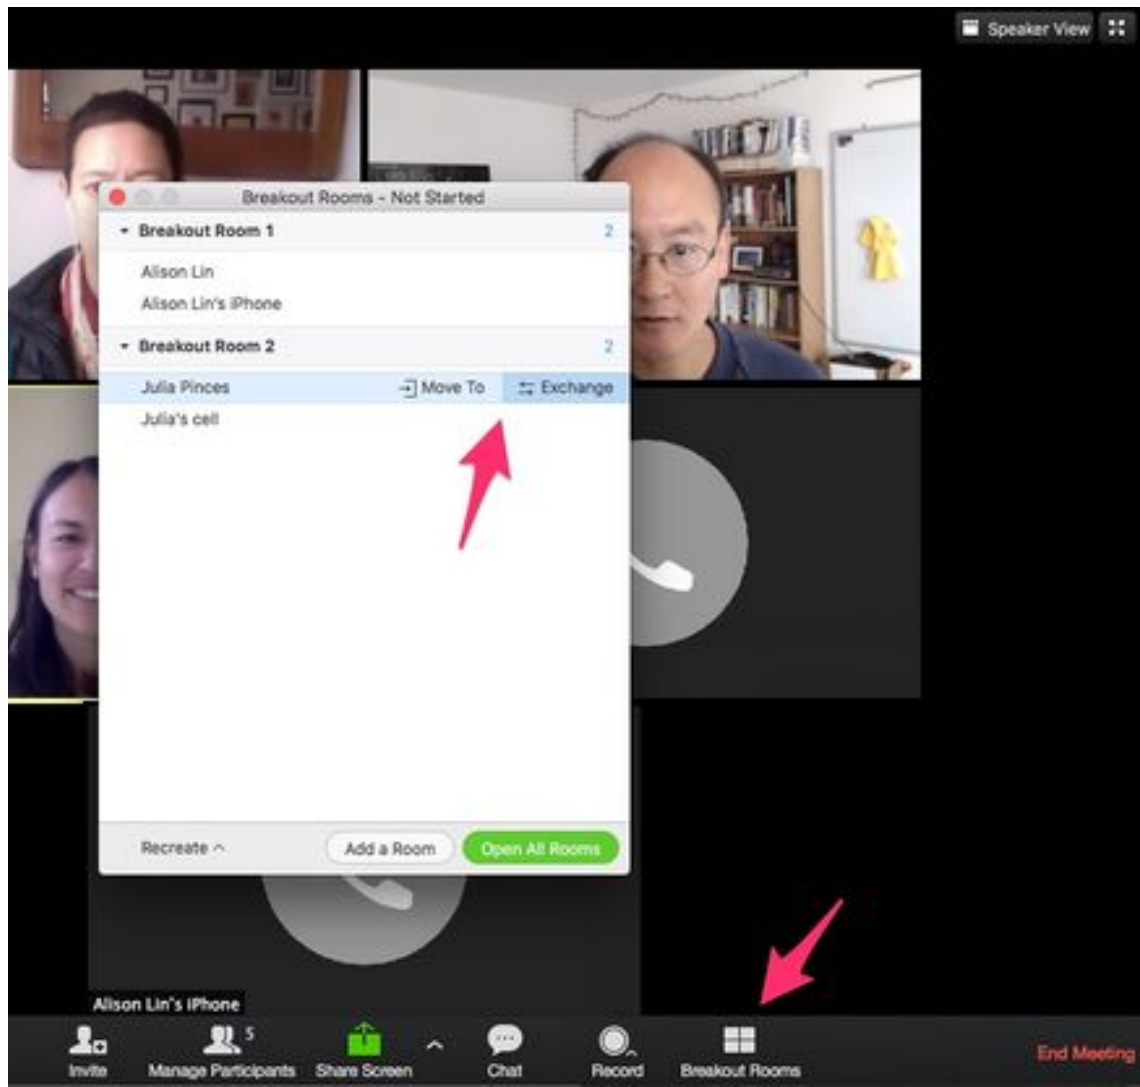 Speaker View
Breakout Rooms - Not Started
Breakout Room 1 2
Alison Lin
Alison Lin's iPhone
Breakout Room 2 2
Julia Pinces Move To Exchange
Julia's cell
Recreate Add a Room Open All Rooms
Alison Lin's iPhone
5
Invite Manage Participants Share Screen Chat Record Breakout Rooms End Meeting